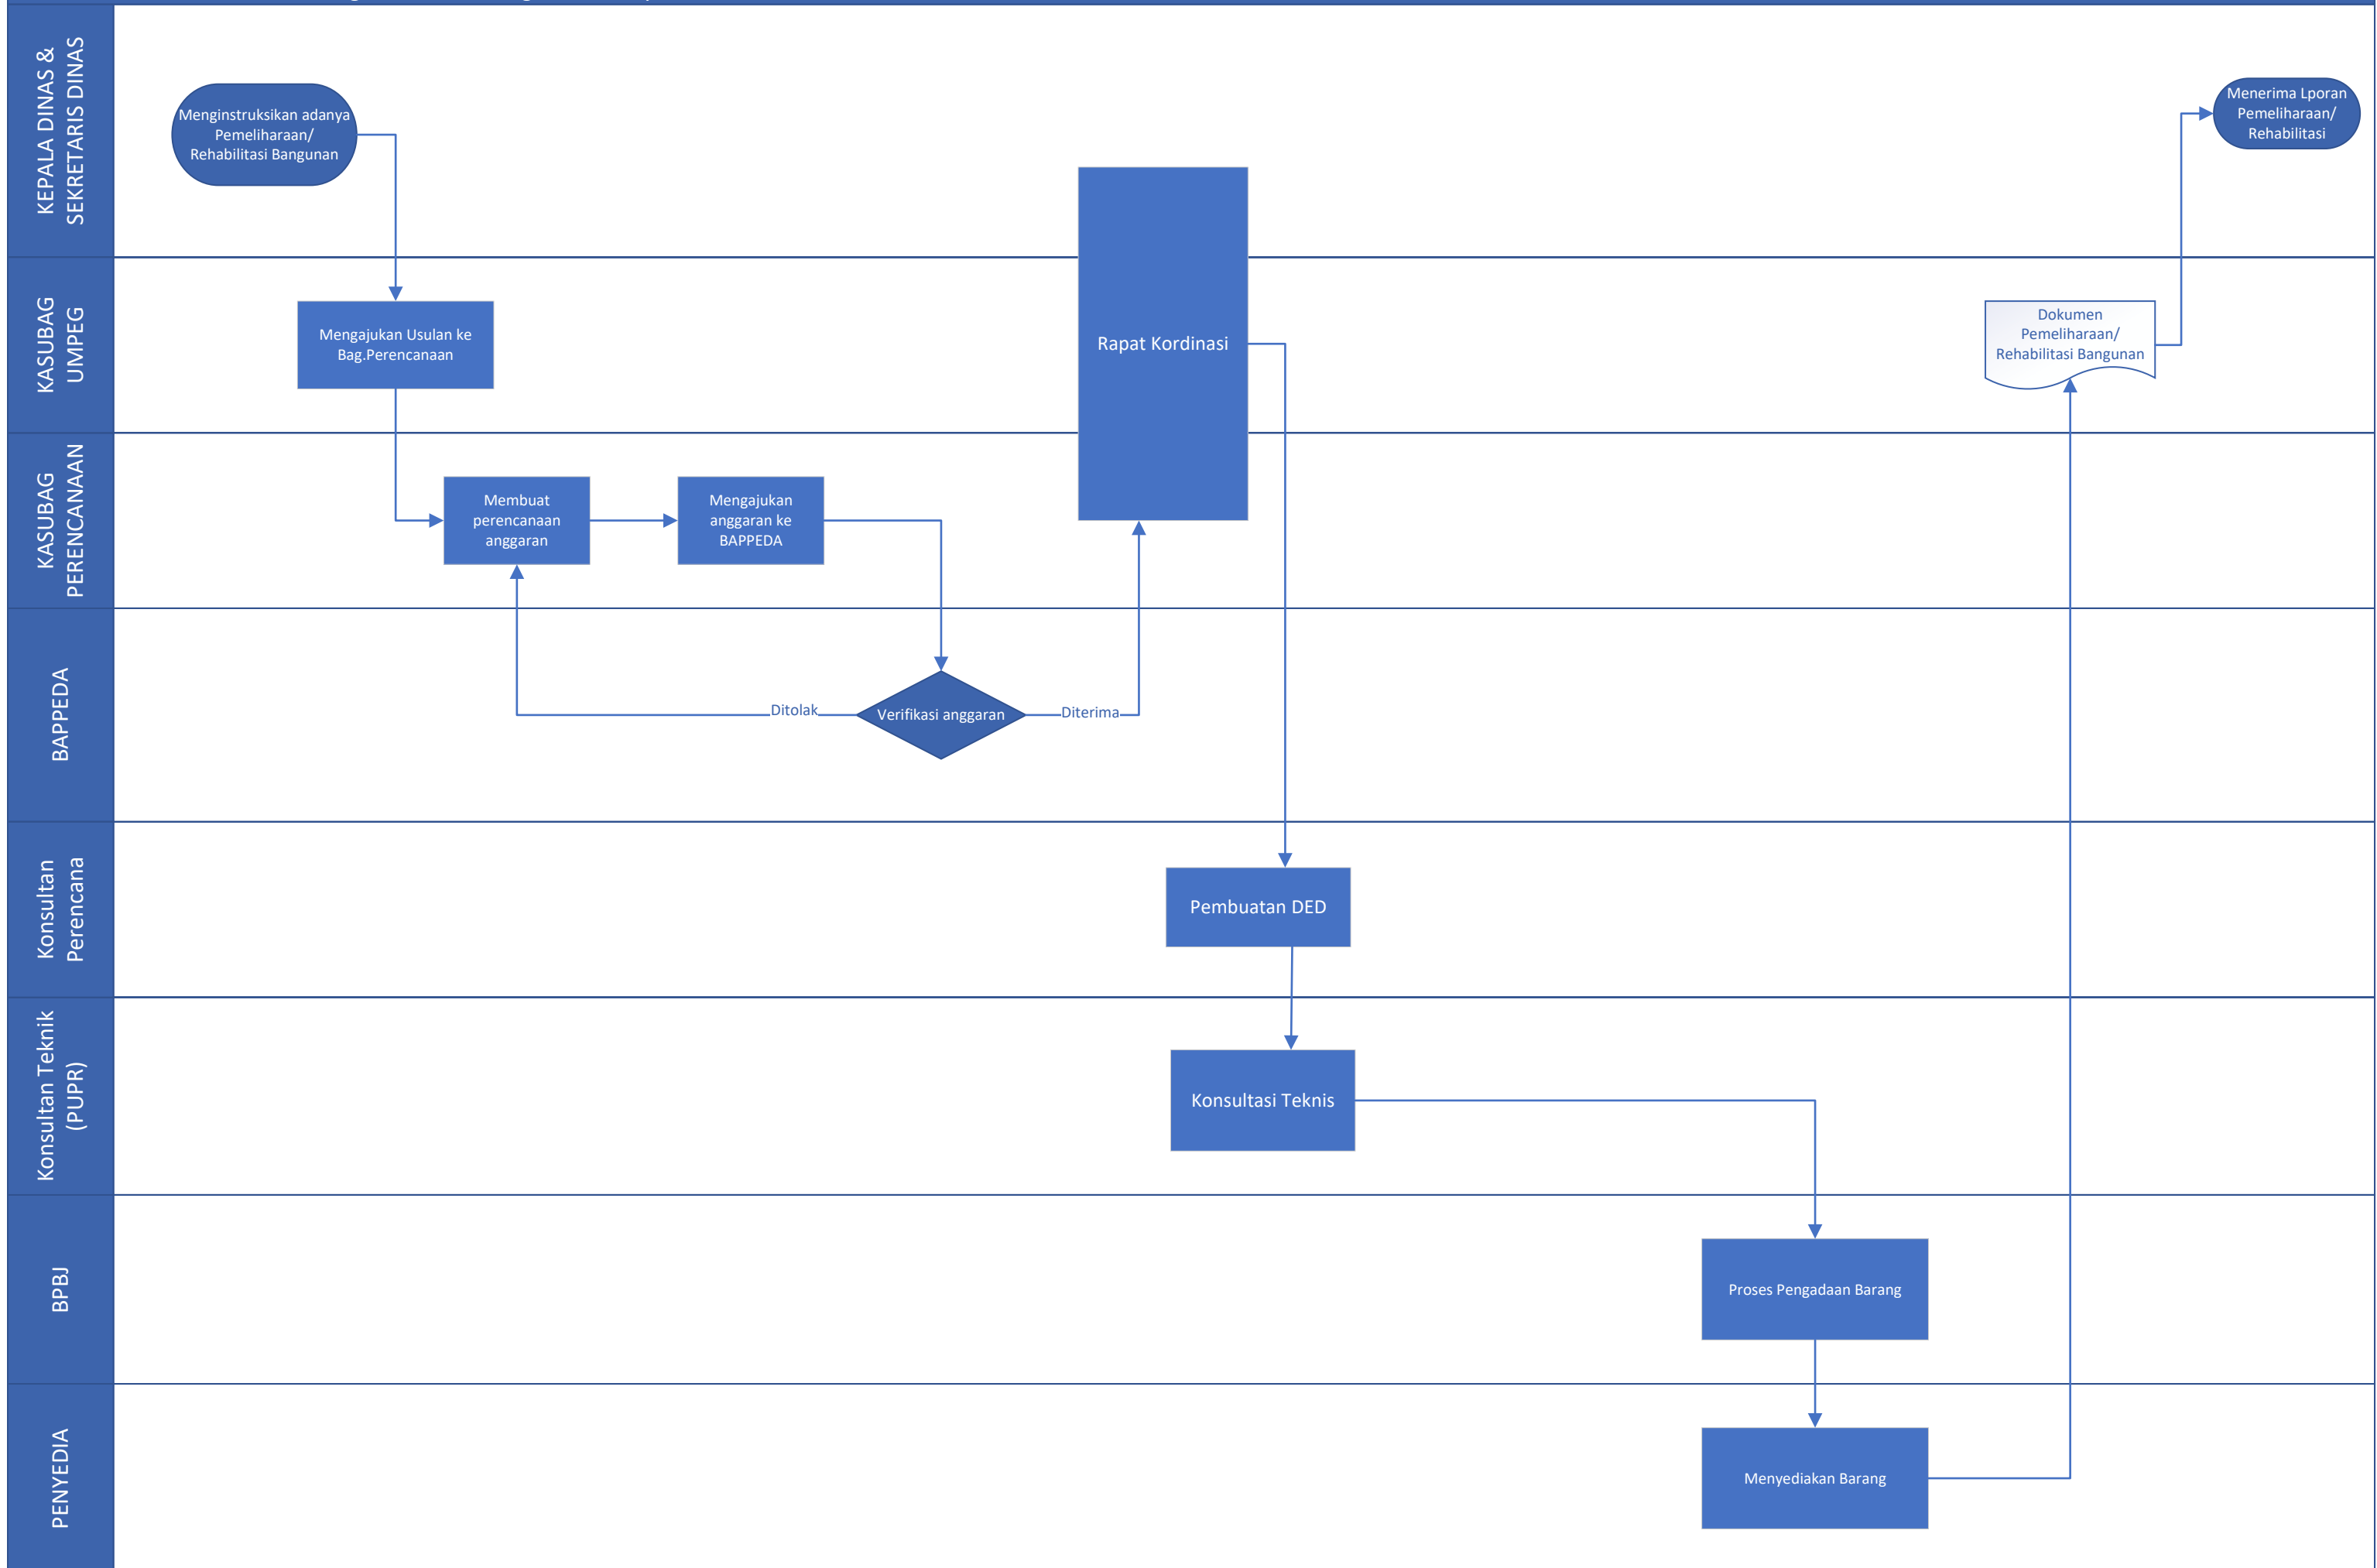 KEPALA DINAS &
SEKRETARIS DINAS
Menginstruksikan adanya
Pemeliharaan/
Rehabilitasi Bangunan
Menerima Lporan
Pemeliharaan/
Rehabilitasi
KASUBAG
UMPEG
Mengajukan Usulan ke
Bag.Perencanaan
Rapat Kordinasi
Dokumen
Pemeliharaan/
Rehabilitasi Bangunan
KASUBAG
PERENCANAAN
Membuat
perencanaan
anggaran
Mengajukan
anggaran ke
BAPPEDA
BAPPEDA
Ditolak
Verifikasi anggaran
Diterima
Konsultan
Perencana
Pembuatan DED
Konsultan Teknik
(PUPR)
Konsultasi Teknis
BPBJ
Proses Pengadaan Barang
PENYEDIA
Menyediakan Barang